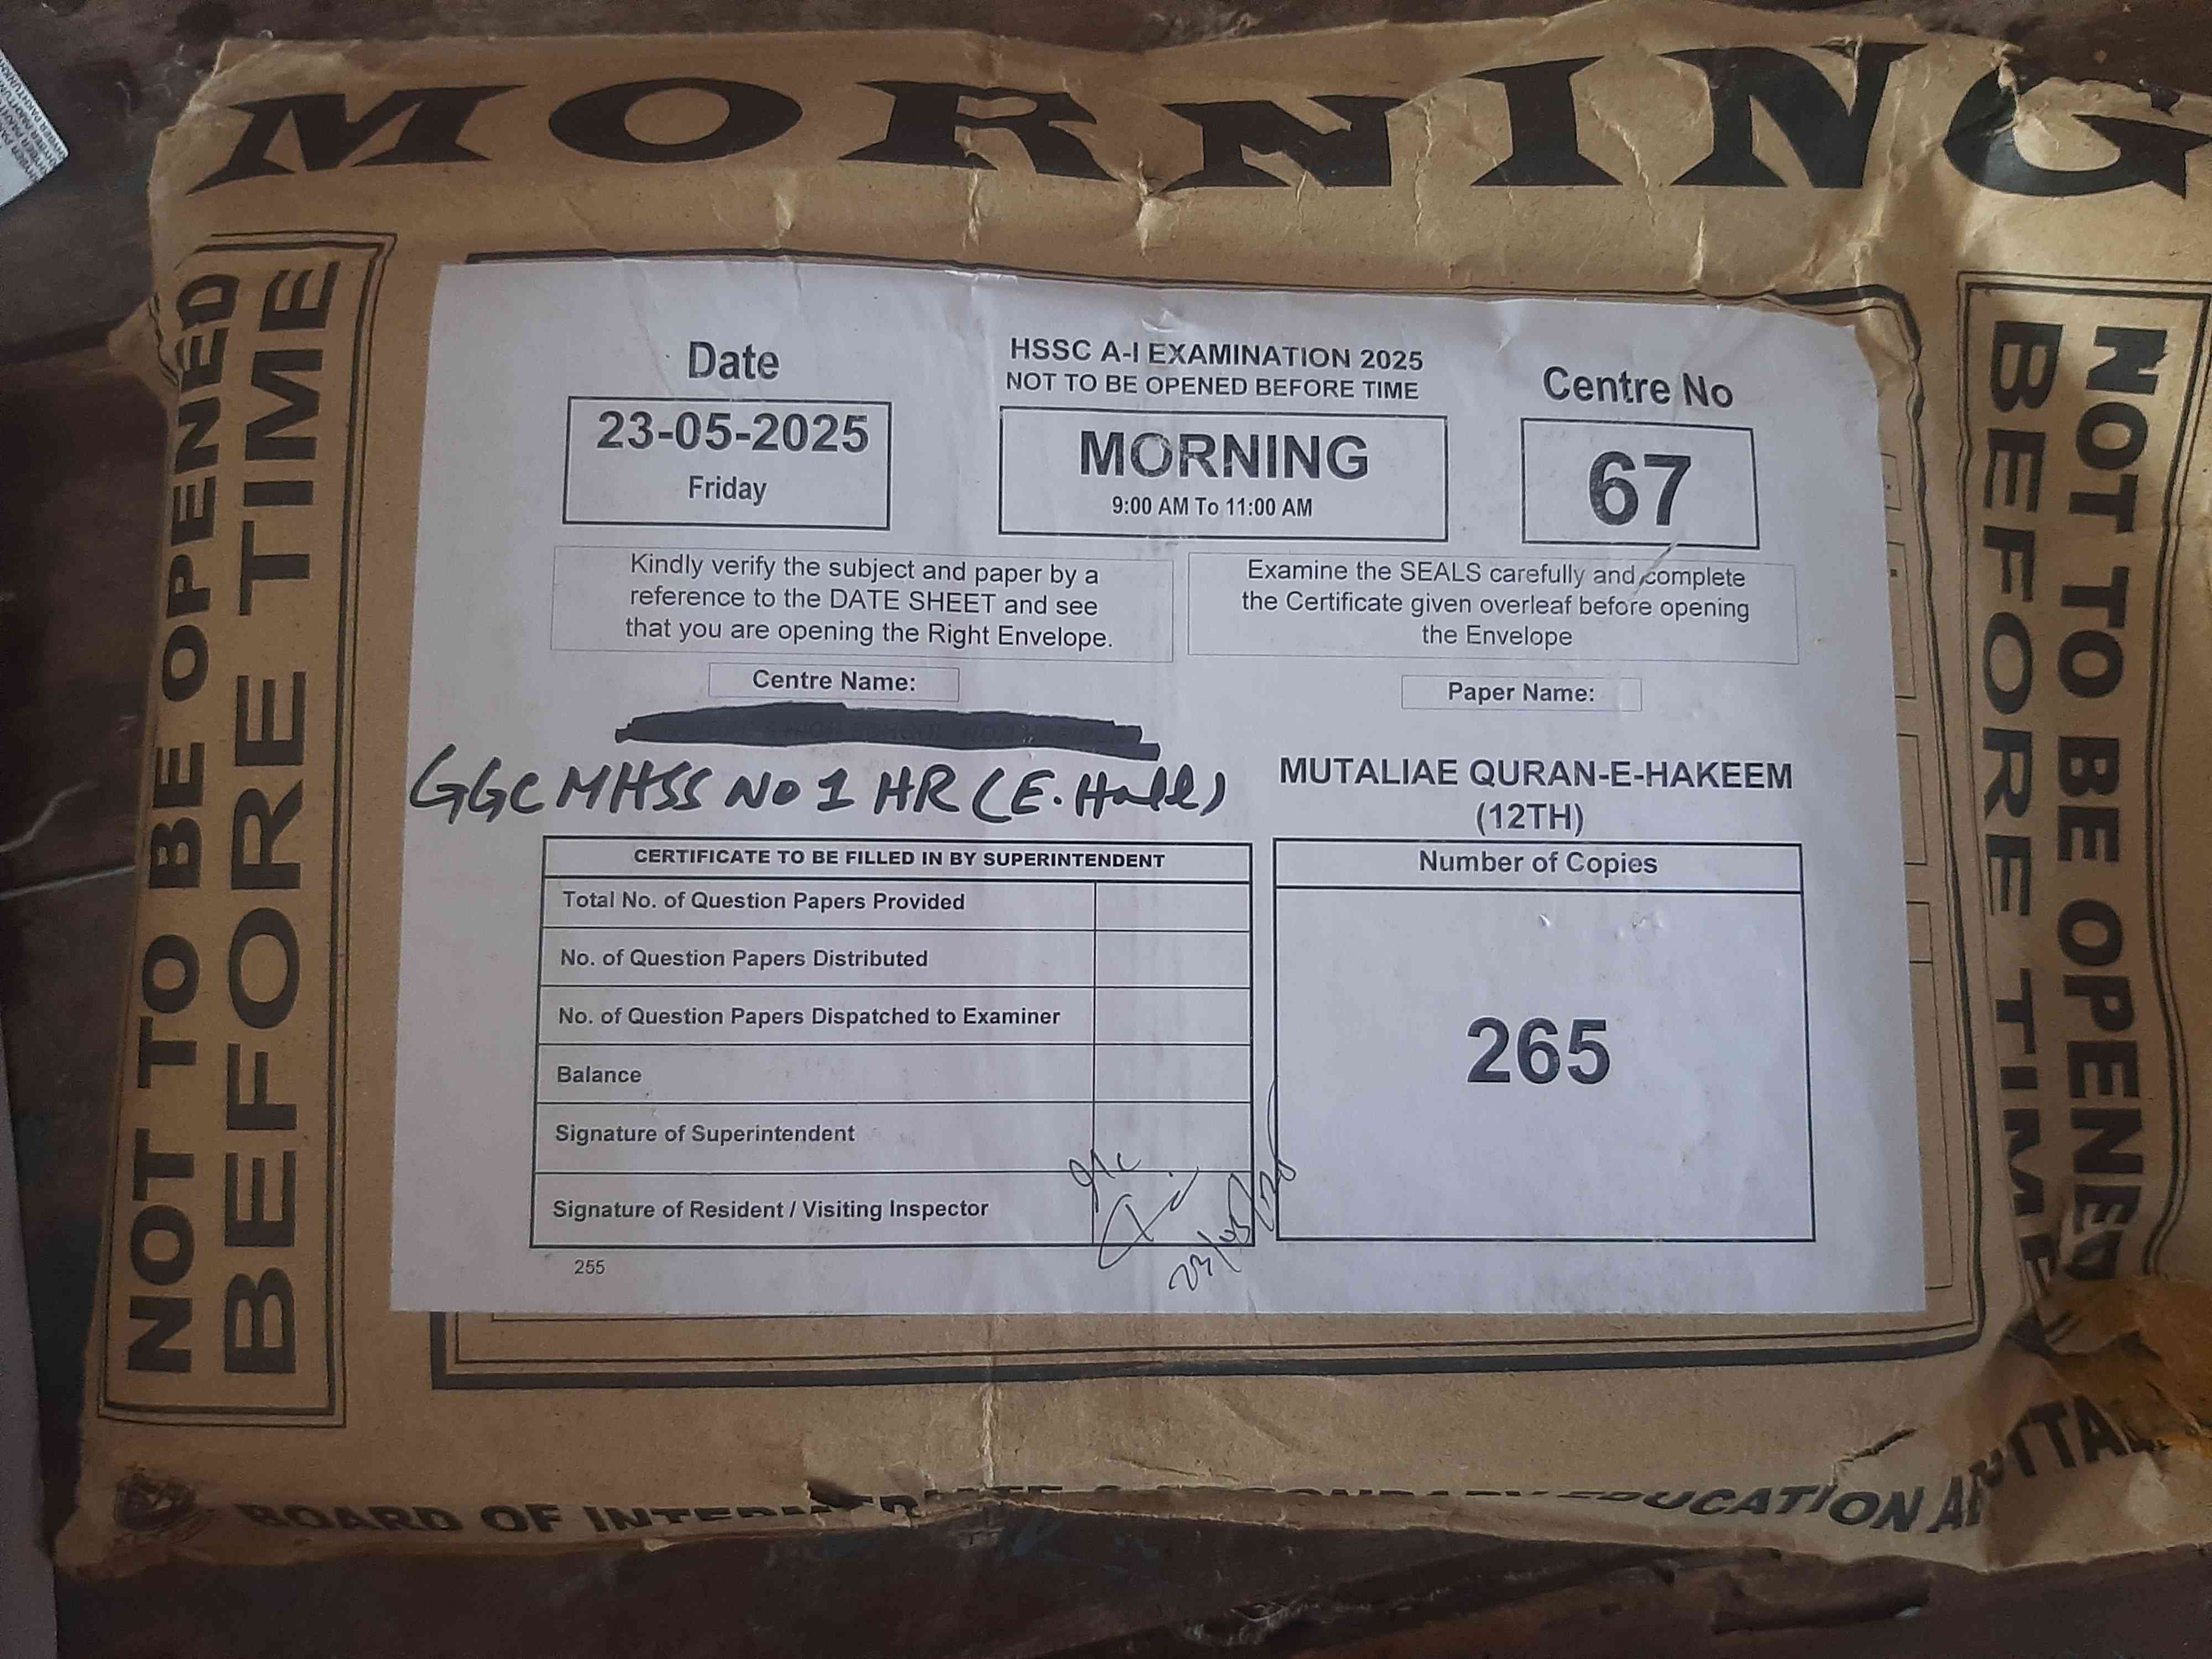 MORNING
NOT TO BE OPENED
BEFORE TIME
Date
23-05-2025
Friday
HSSC A-I EXAMINATION 2025
NOT TO BE OPENED BEFORE TIME
MORNING
9:00 AM To 11:00 AM
Centre No
67
Kindly verify the subject and paper by a
reference to the DATE SHEET and see
that you are opening the Right Envelope.
Examine the SEALS carefully and complete
the Certificate given overleaf before opening
the Envelope
Centre Name:
GGCMHSS No 1 HR (E. Hall)
Paper Name:
MUTALIAE QURAN-E-HAKEEM
(12TH)
CERTIFICATE TO BE FILLED IN BY SUPERINTENDENT
Total No. of Question Papers Provided
No. of Question Papers Distributed
No. of Question Papers Dispatched to Examiner
Balance
Signature of Superintendent
Signature of Resident / Visiting Inspector
255
Number of Copies
265
NOT TO BE OPENED
BEFORE TIME
BOARD OF EDUCATION